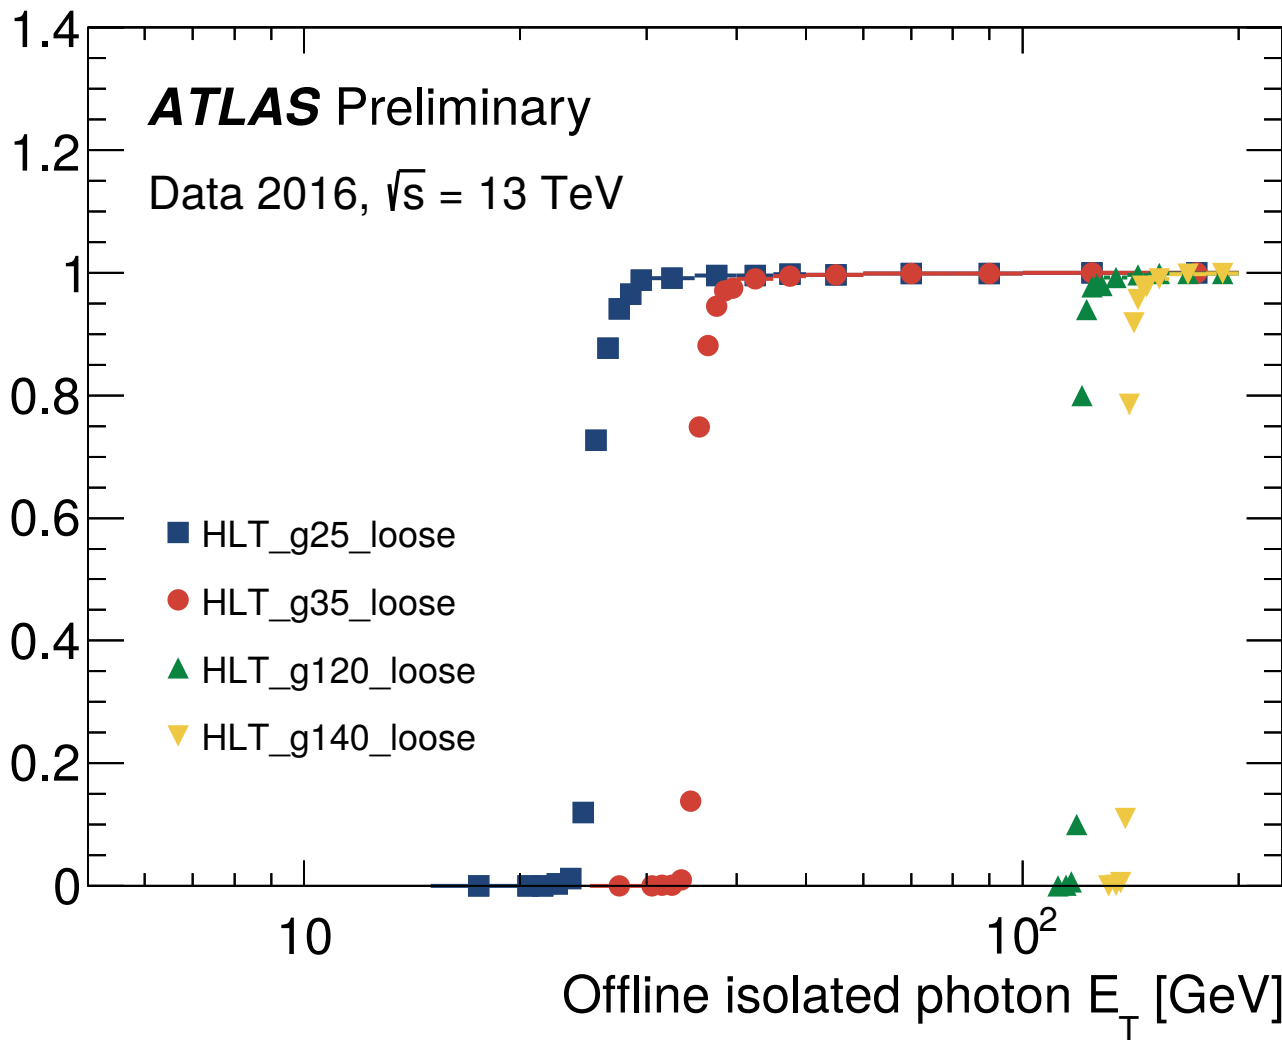 1.4
ATLAS Preliminary
1.2
Data 2016, √s = 13 TeV
1
0.8
0.6
HLT_g25_loose
HLT_g35_loose
0.4
HLT_g120_loose
HLT_g140_loose
0.2
0
10
10²
Offline isolated photon E_T [GeV]